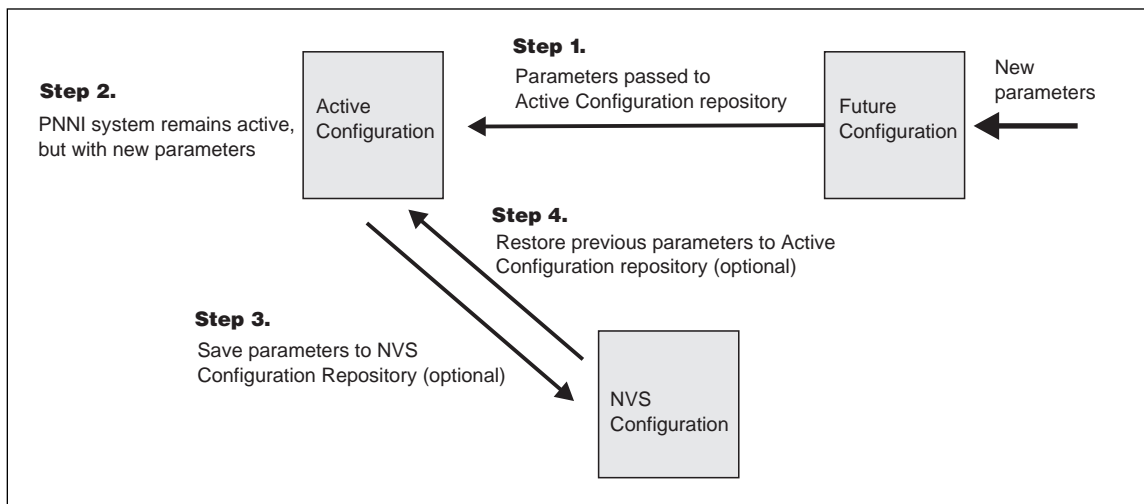 Step 1.
Parameters passed to
Active Configuration repository
New
parameters
Step 2.
PNNI system remains active,
but with new parameters
Active
Configuration
Future
Configuration
Step 4.
Restore previous parameters to Active
Configuration repository (optional)
Step 3.
Save parameters to NVS
Configuration Repository (optional)
NVS
Configuration